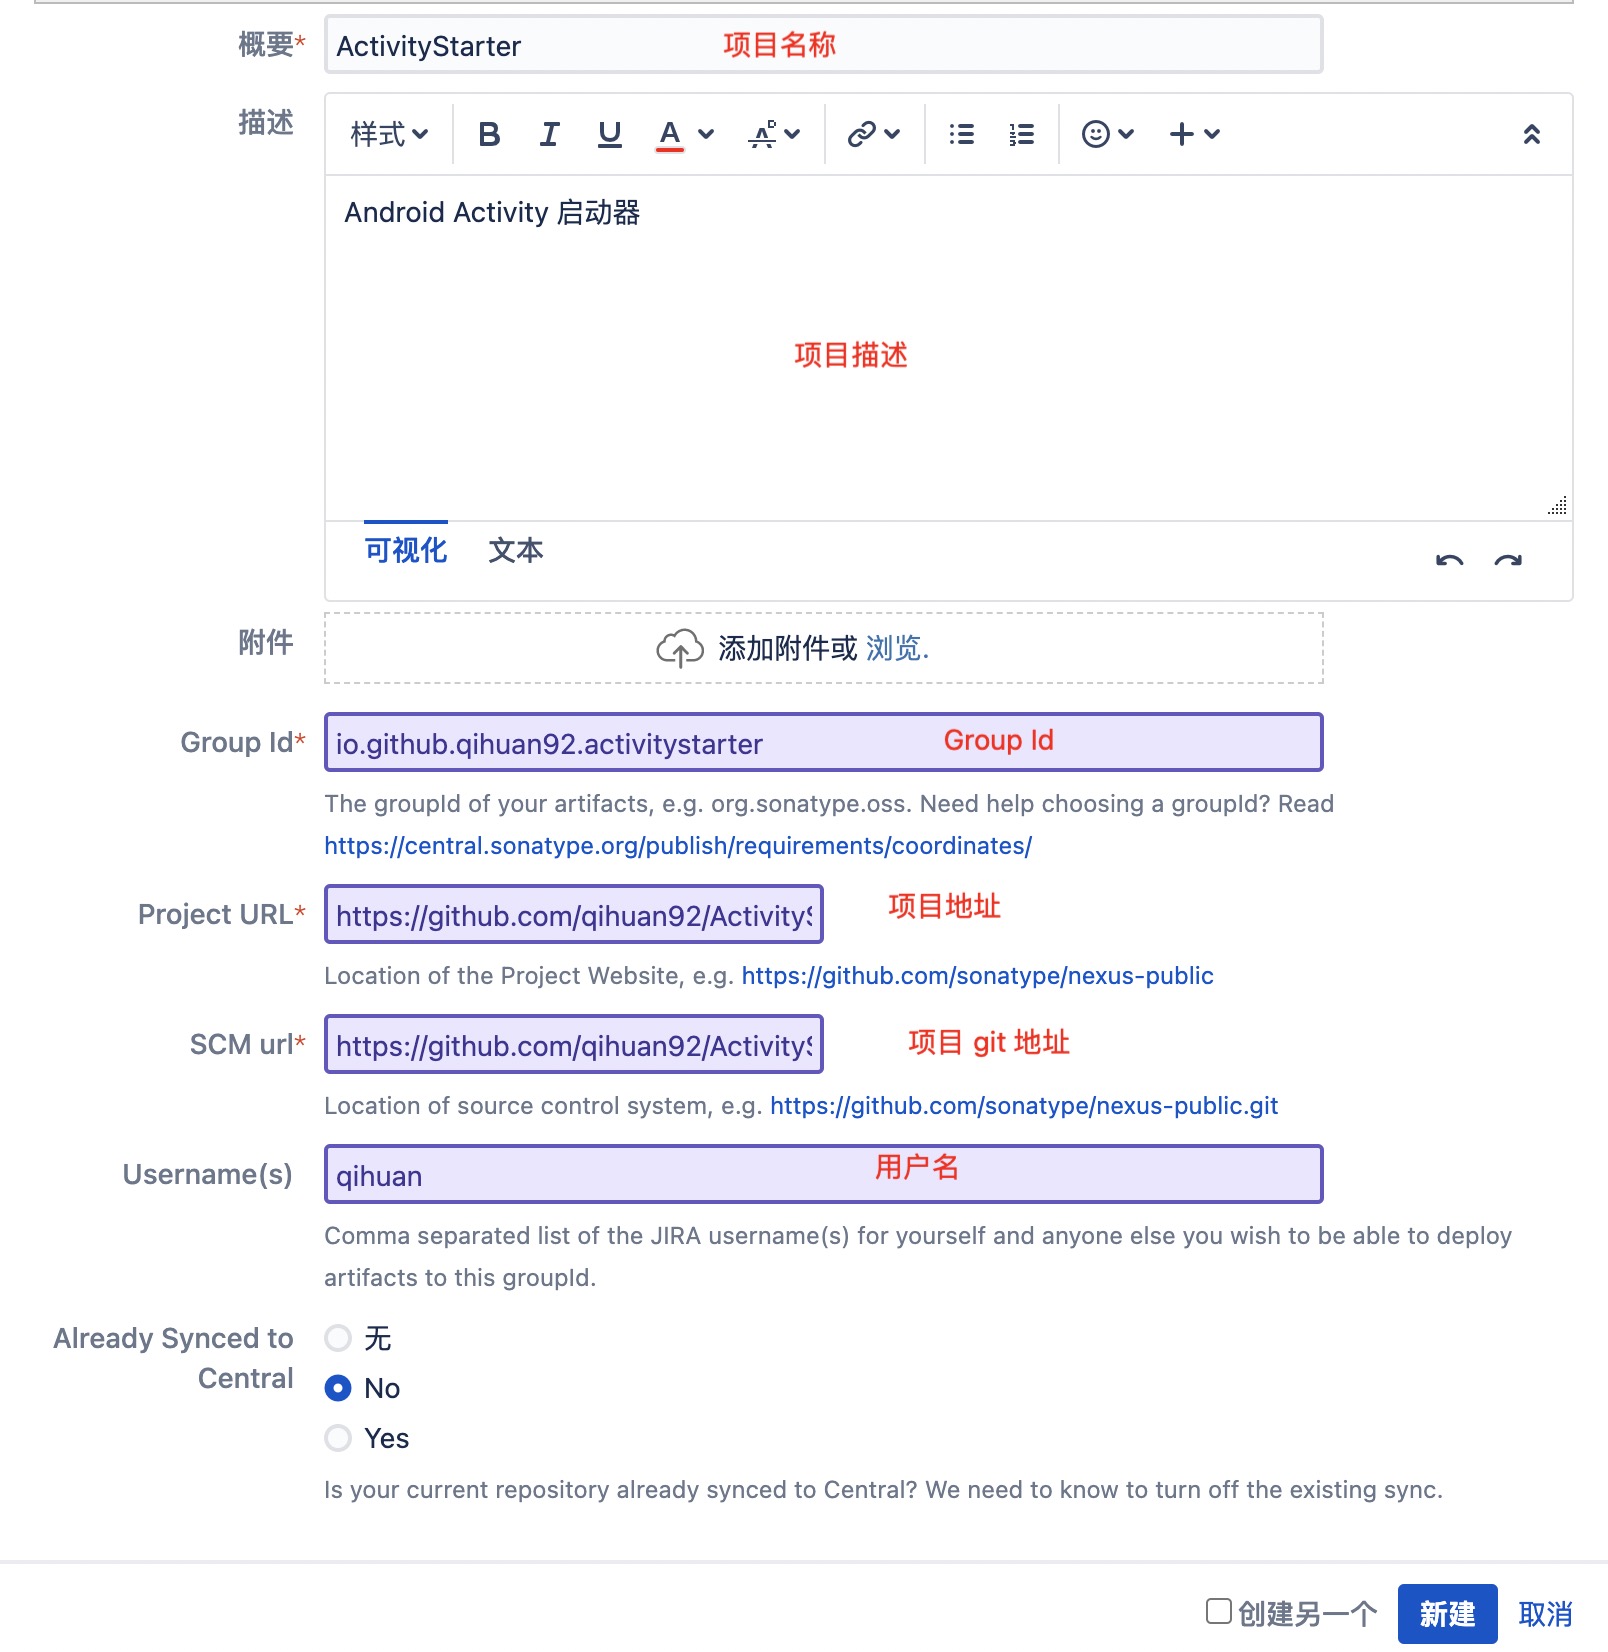 概要* ActivityStarter 项目名称
描述 样式 B I U A
Android Activity 启动器
项目描述
可视化 文本
附件 添加附件或 浏览.
Group Id* io.github.qihuan92.activitystarter Group Id
The groupId of your artifacts, e.g. org.sonatype.oss. Need help choosing a groupId? Read
https://central.sonatype.org/publish/requirements/coordinates/
Project URL* https://github.com/qihuan92/ActivityS 项目地址
Location of the Project Website, e.g. https://github.com/sonatype/nexus-public
SCM url* https://github.com/qihuan92/ActivityS 项目 git 地址
Location of source control system, e.g. https://github.com/sonatype/nexus-public.git
Username(s) qihuan 用户名
Comma separated list of the JIRA username(s) for yourself and anyone else you wish to be able to deploy
artifacts to this groupId.
Already Synced to 无
Central No
Yes
Is your current repository already synced to Central? We need to know to turn off the existing sync.
创建另一个 新建 取消